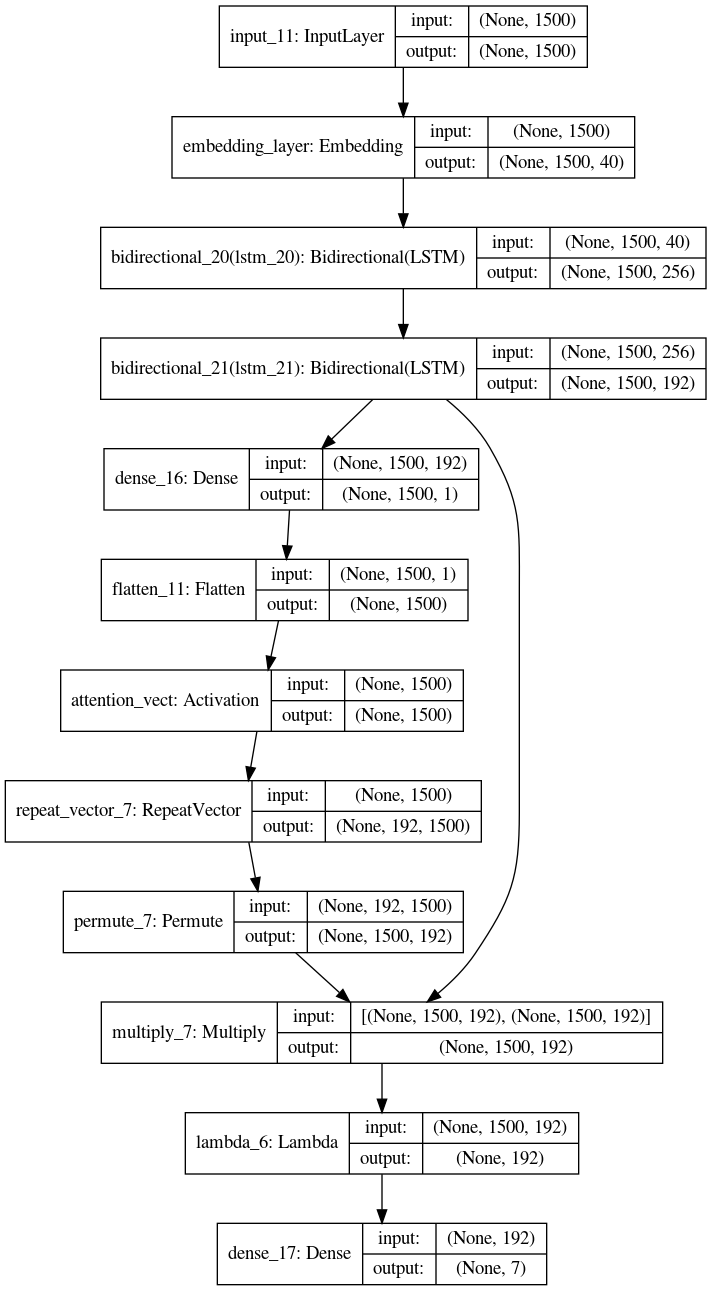 input_11: InputLayer
input:
(None, 1500)
output:
(None, 1500)
embedding_layer: Embedding
input:
(None, 1500)
output:
(None, 1500, 40)
bidirectional_20(lstm_20): Bidirectional(LSTM)
input:
(None, 1500, 40)
output:
(None, 1500, 256)
bidirectional_21(lstm_21): Bidirectional(LSTM)
input:
(None, 1500, 256)
output:
(None, 1500, 192)
dense_16: Dense
input:
(None, 1500, 192)
output:
(None, 1500, 1)
flatten_11: Flatten
input:
(None, 1500, 1)
output:
(None, 1500)
attention_vect: Activation
input:
(None, 1500)
output:
(None, 1500)
repeat_vector_7: RepeatVector
input:
(None, 1500)
output:
(None, 192, 1500)
permute_7: Permute
input:
(None, 192, 1500)
output:
(None, 1500, 192)
multiply_7: Multiply
input:
[(None, 1500, 192), (None, 1500, 192)]
output:
(None, 1500, 192)
lambda_6: Lambda
input:
(None, 1500, 192)
output:
(None, 192)
dense_17: Dense
input:
(None, 192)
output:
(None, 7)